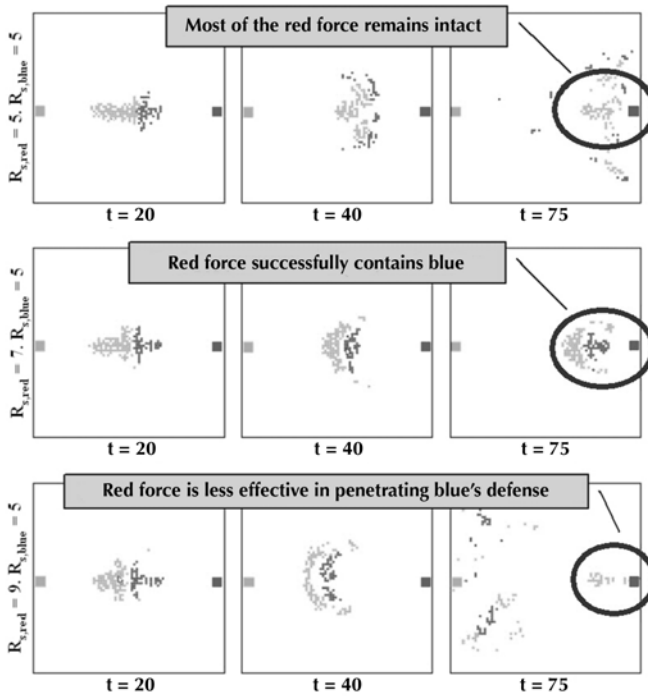 Most of the red force remains intact
R_s,red = 5. R_s,blue = 5
t = 20
t = 40
t = 75
Red force successfully contains blue
R_s,red = 7. R_s,blue = 5
t = 20
t = 40
t = 75
Red force is less effective in penetrating blue's defense
R_s,red = 9. R_s,blue = 5
t = 20
t = 40
t = 75